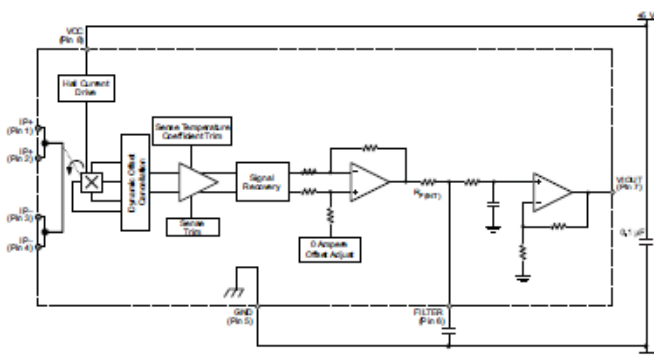 +5 V
VCC
(Pin 8)
Hall Current
Drive
IP+
(Pin 1)
IP+
(Pin 2)
IP−
(Pin 3)
IP−
(Pin 4)
Dynamic Offset
Cancellation
Sense Temperature
Coefficient Trim
Sense
Trim
Signal
Recovery
0 Ampere
Offset Adjust
RF(INT)
VIOUT
(Pin 7)
0.1 μF
GND
(Pin 5)
FILTER
(Pin 6)